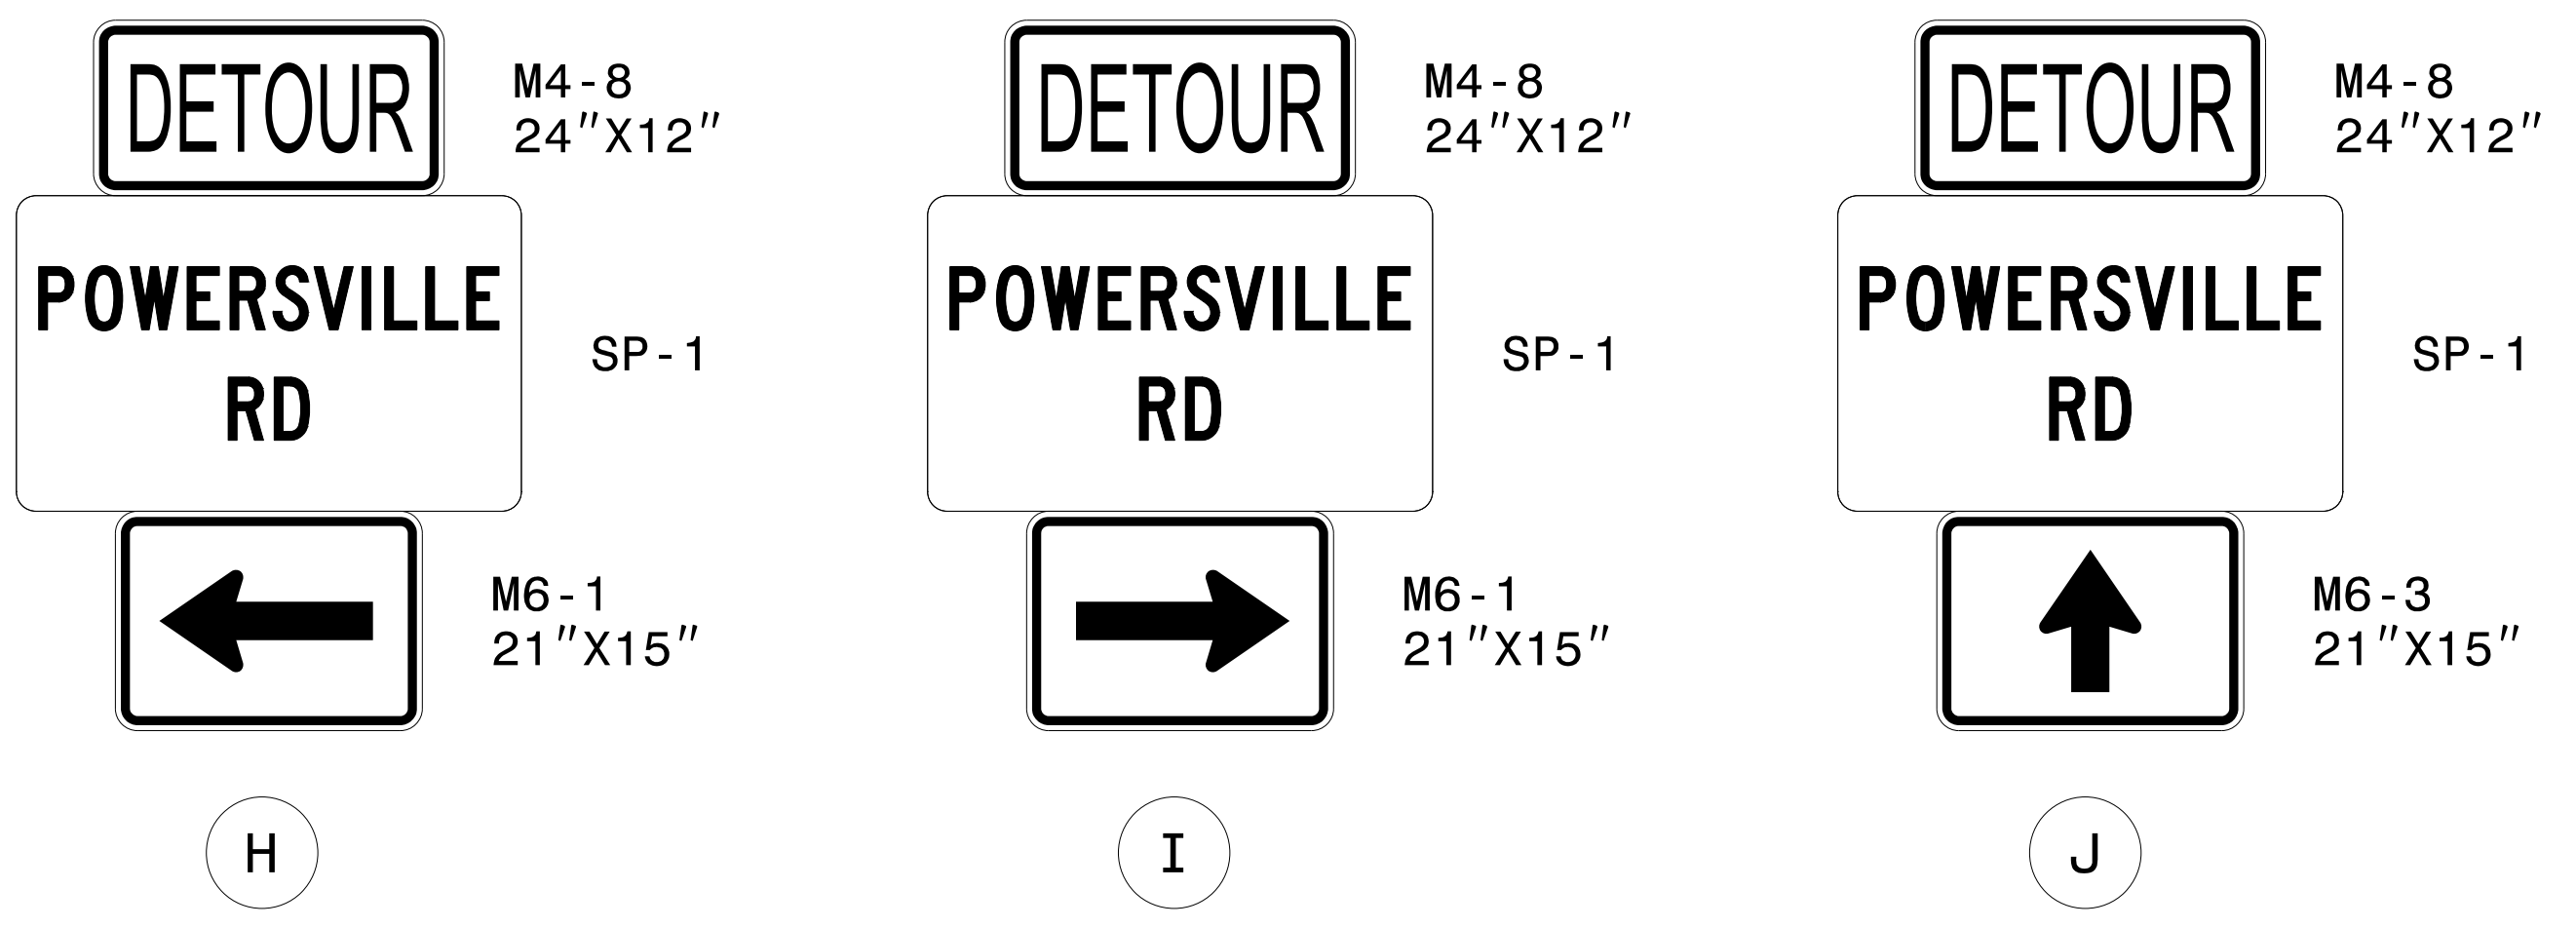 DETOUR
M4-8
24"X12"
POWERSVILLE
RD
SP-1
M6-1
21"X15"
H
DETOUR
M4-8
24"X12"
POWERSVILLE
RD
SP-1
M6-1
21"X15"
I
DETOUR
M4-8
24"X12"
POWERSVILLE
RD
SP-1
M6-3
21"X15"
J